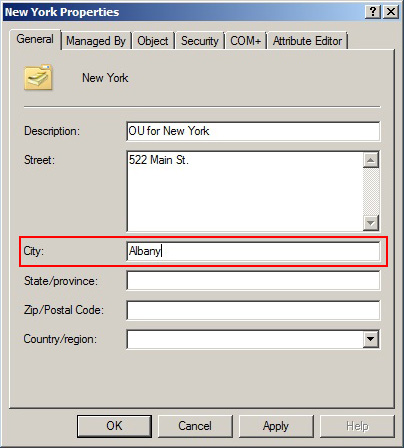 New York Properties
General Managed By Object Security COM+ Attribute Editor
New York
Description: OU for New York
Street: 522 Main St.
City: Albany
State/province:
Zip/Postal Code:
Country/region:
OK Cancel Apply Help